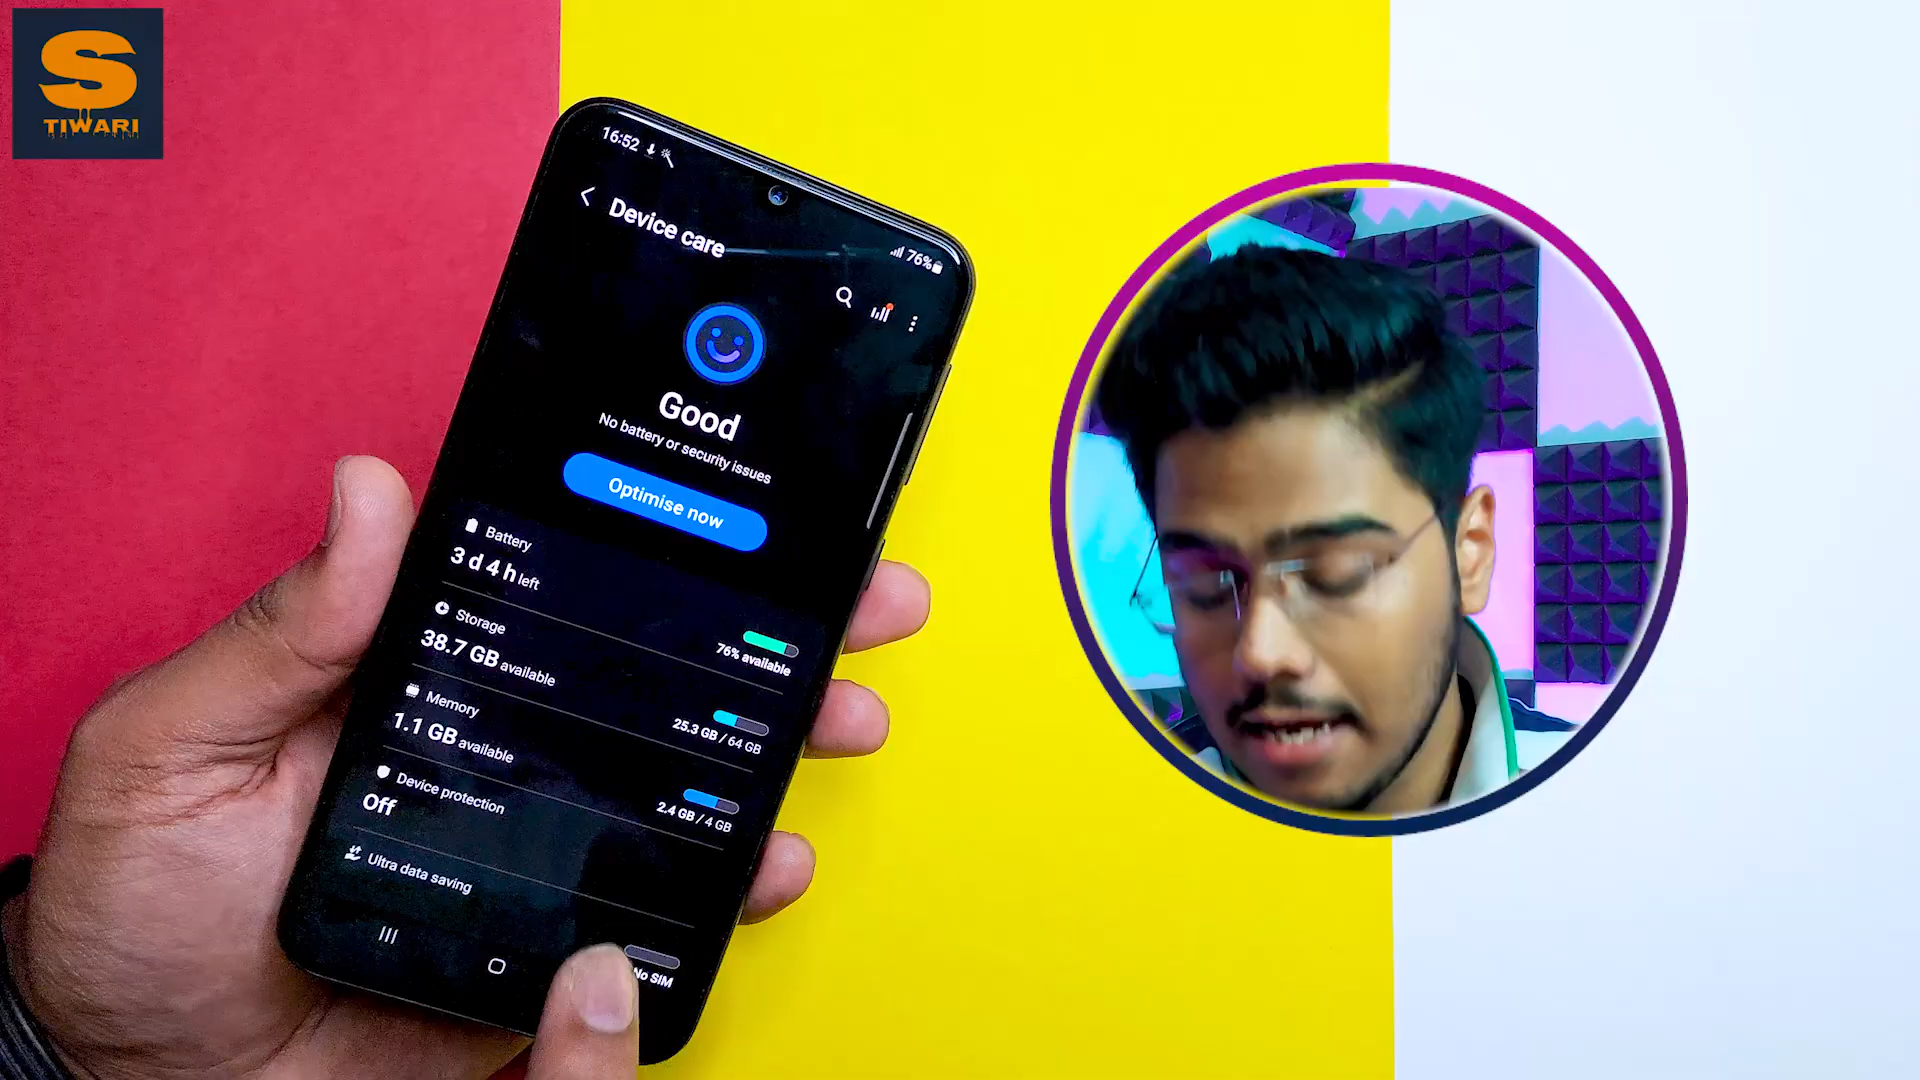 S
TIWARI
16:52
76%
Device care
Good
No battery or security issues
Optimise now
Battery
3 d 4 h left
76% available
Storage
38.7 GB available
25.3 GB / 64 GB
Memory
1.1 GB available
2.4 GB / 4 GB
Device protection
Off
Ultra data saving
No SIM